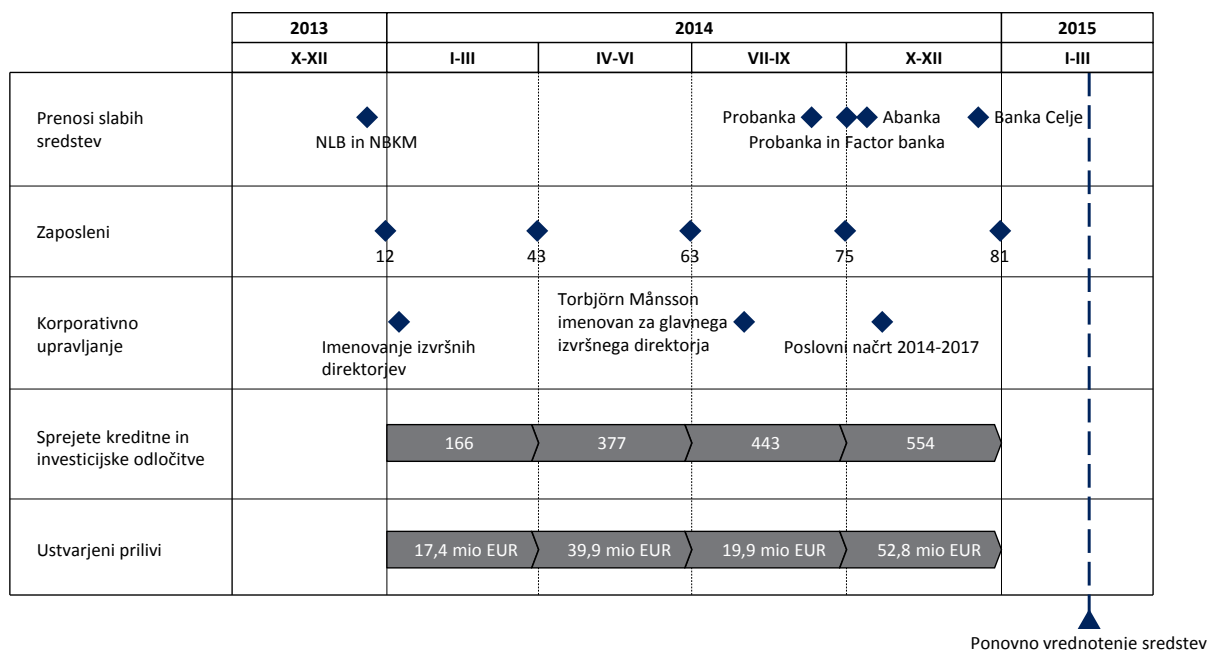 2013 2014 2015
X-XII I-III IV-VI VII-IX X-XII I-III
Prenosi slabih
sredstev
NLB in NBKM
Probanka
Abanka
Banka Celje
Probanka in Factor banka
Zaposleni
12 43 63 75 81
Korporativno
upravljanje
Imenovanje izvršnih
direktorjev
Torbjörn Månsson
imenovan za glavnega
izvršnega direktorja
Poslovni načrt 2014-2017
Sprejete kreditne in
investicijske odločitve
166 377 443 554
Ustvarjeni prilivi
17,4 mio EUR 39,9 mio EUR 19,9 mio EUR 52,8 mio EUR
Ponovno vrednotenje sredstev